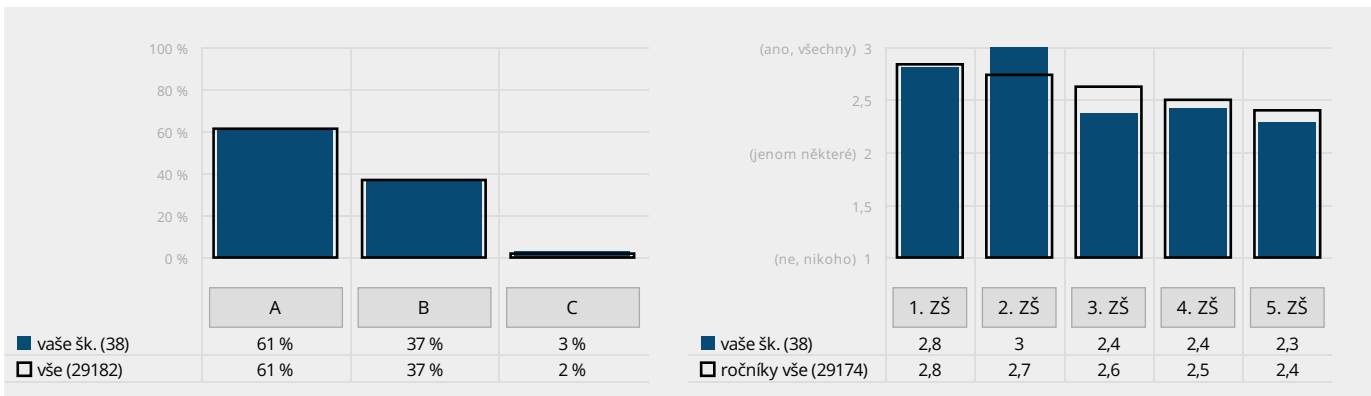 100 %
80 %
60 %
40 %
20 %
0 %
A B C
vaše šk. (38) 61 % 37 % 3 %
vše (29182) 61 % 37 % 2 %
(ano, všechny) 3
2,5
(jenom některé) 2
1,5
(ne, nikoho) 1
1. ZŠ 2. ZŠ 3. ZŠ 4. ZŠ 5. ZŠ
vaše šk. (38) 2,8 3 2,4 2,4 2,3
ročníky vše (29174) 2,8 2,7 2,6 2,5 2,4